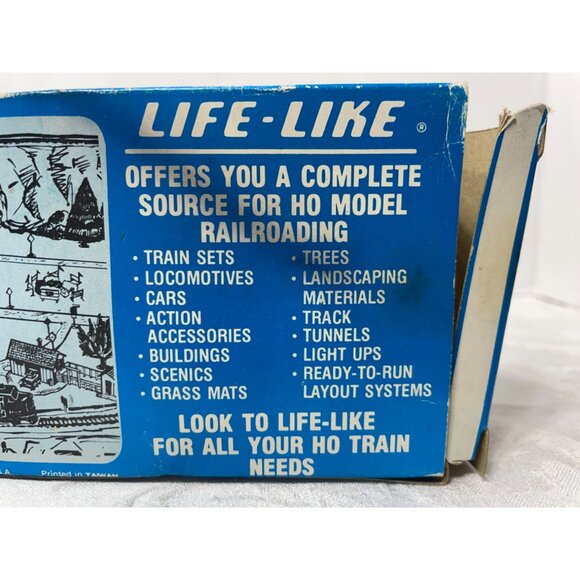 LIFE-LIKE ®
OFFERS YOU A COMPLETE
SOURCE FOR HO MODEL
RAILROADING
• TRAIN SETS
• LOCOMOTIVES
• CARS
• ACTION
ACCESSORIES
• BUILDINGS
• SCENICS
• GRASS MATS
• TREES
• LANDSCAPING
MATERIALS
• TRACK
• TUNNELS
• LIGHT UPS
• READY-TO-RUN
LAYOUT SYSTEMS
LOOK TO LIFE-LIKE
FOR ALL YOUR HO TRAIN
NEEDS
Printed in TAIWAN